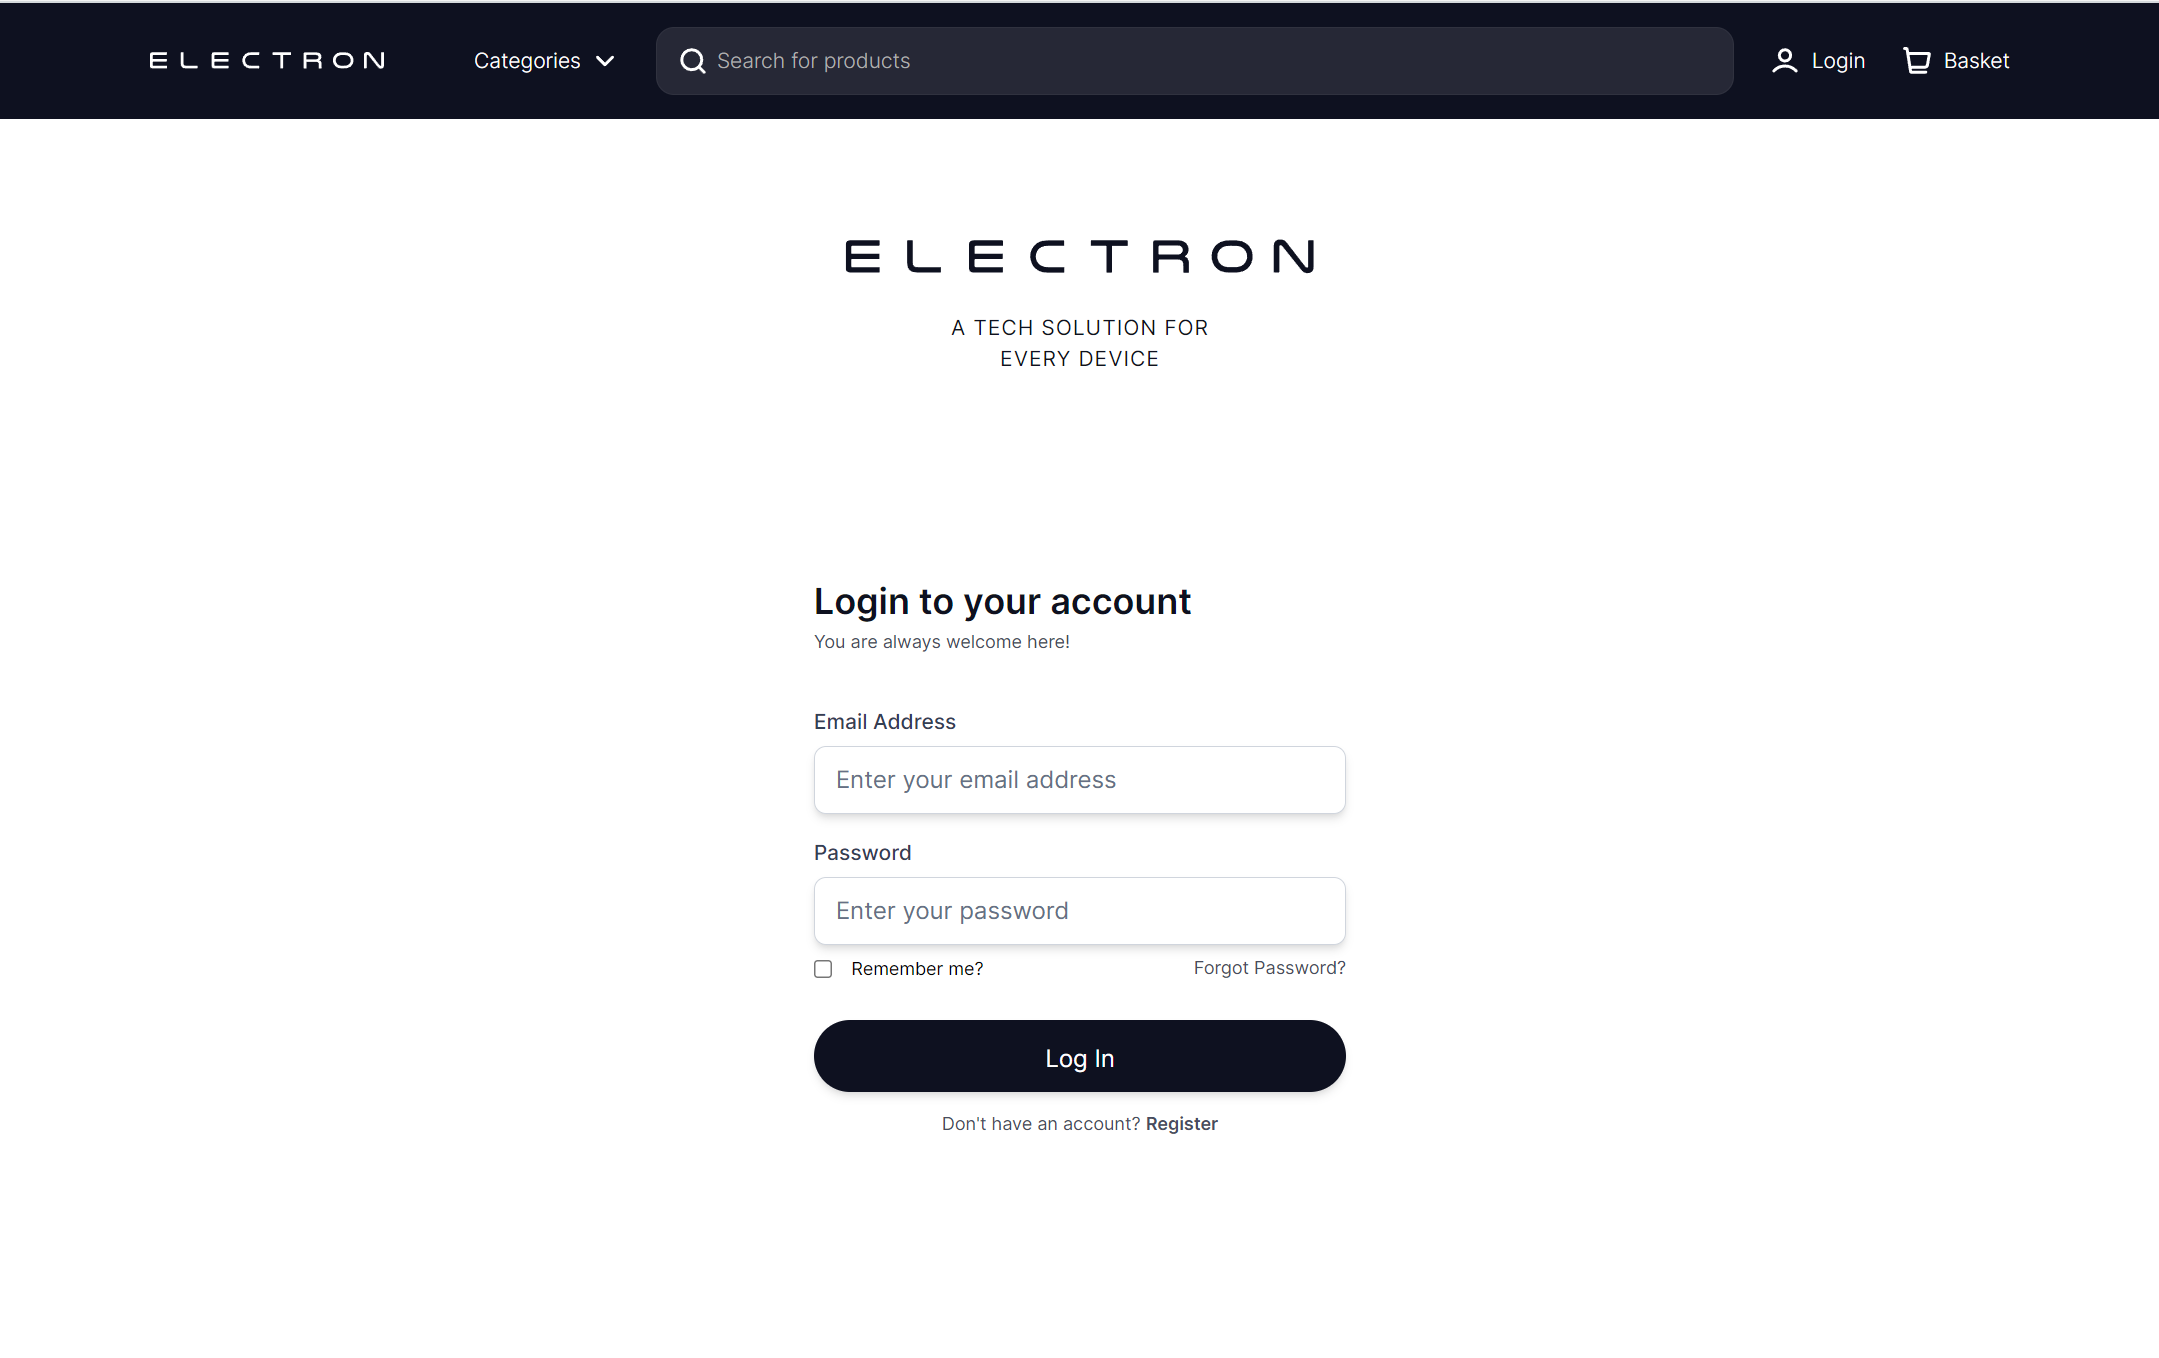 ELECTRON
Categories
Search for products
Login
Basket
ELECTRON
A TECH SOLUTION FOR
EVERY DEVICE
Login to your account
You are always welcome here!
Email Address
Enter your email address
Password
Enter your password
Remember me?
Forgot Password?
Log In
Don't have an account? Register